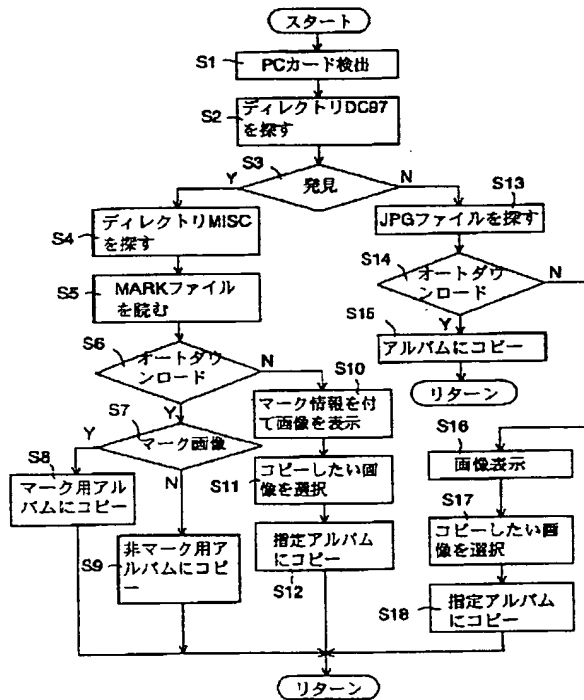 スタート
S1
PCカード検出
S2
ディレクトリDC97
を探す
S3
発見
Y
N
S4
ディレクトリMISC
を探す
S13
JPGファイルを探す
S5
MARKファイル
を読む
S14
オートダウ
ンロード
N
Y
S15
アルバムにコピー
リターン
S6
オートダウ
ンロード
N
Y
S7
マーク画像
Y
N
S8
マーク用アル
バムにコピー
S9
非マーク用ア
ルバムにコピ
ー
S10
マーク情報を付
て画像を表示
S11
コピーしたい画
像を選択
指定アルバム
にコピー
S12
S16
画像表示
S17
コピーしたい画
像を選択
S18
指定アルバム
にコピー
リターン